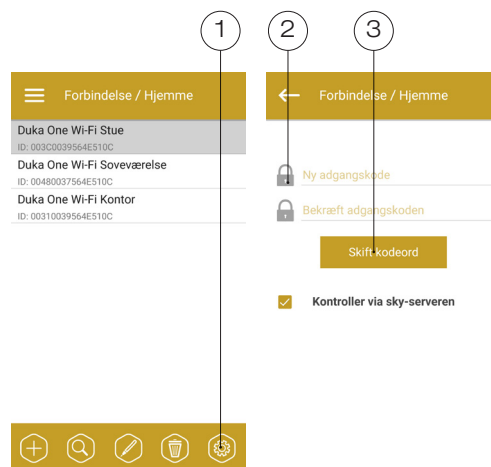 1
2
3
Forbindelse / Hjemme
Duka One Wi-Fi Stue
ID: 003C0039564E510C
Duka One Wi-Fi Soveværelse
ID: 00480037564E510C
Duka One Wi-Fi Kontor
ID: 00310039564E510C
Forbindelse / Hjemme
Ny adgangskode
Bekræft adgangskoden
Skift kodeord
Kontroller via sky-serveren